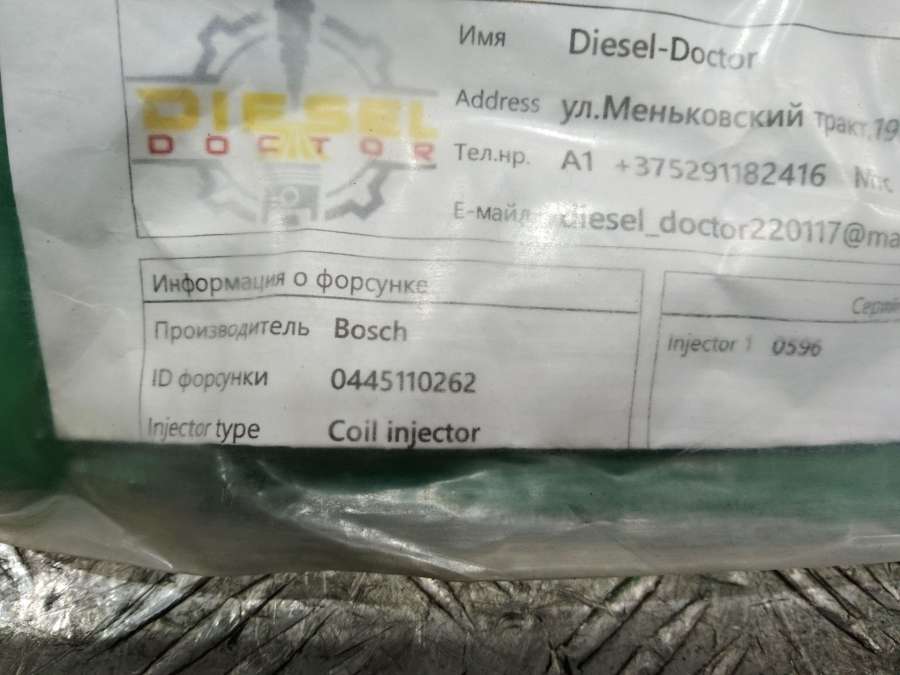 DIESEL
DOCTOR
Имя Diesel-Doctor
Address ул.Меньковский тракт,19
Тел.нр. A1 +375291182416
E-майл diesel_doctor220117@ma
Информация о форсунке
Производитель Bosch
ID форсунки 0445110262
Injector type Coil injector
Injector 1 0596